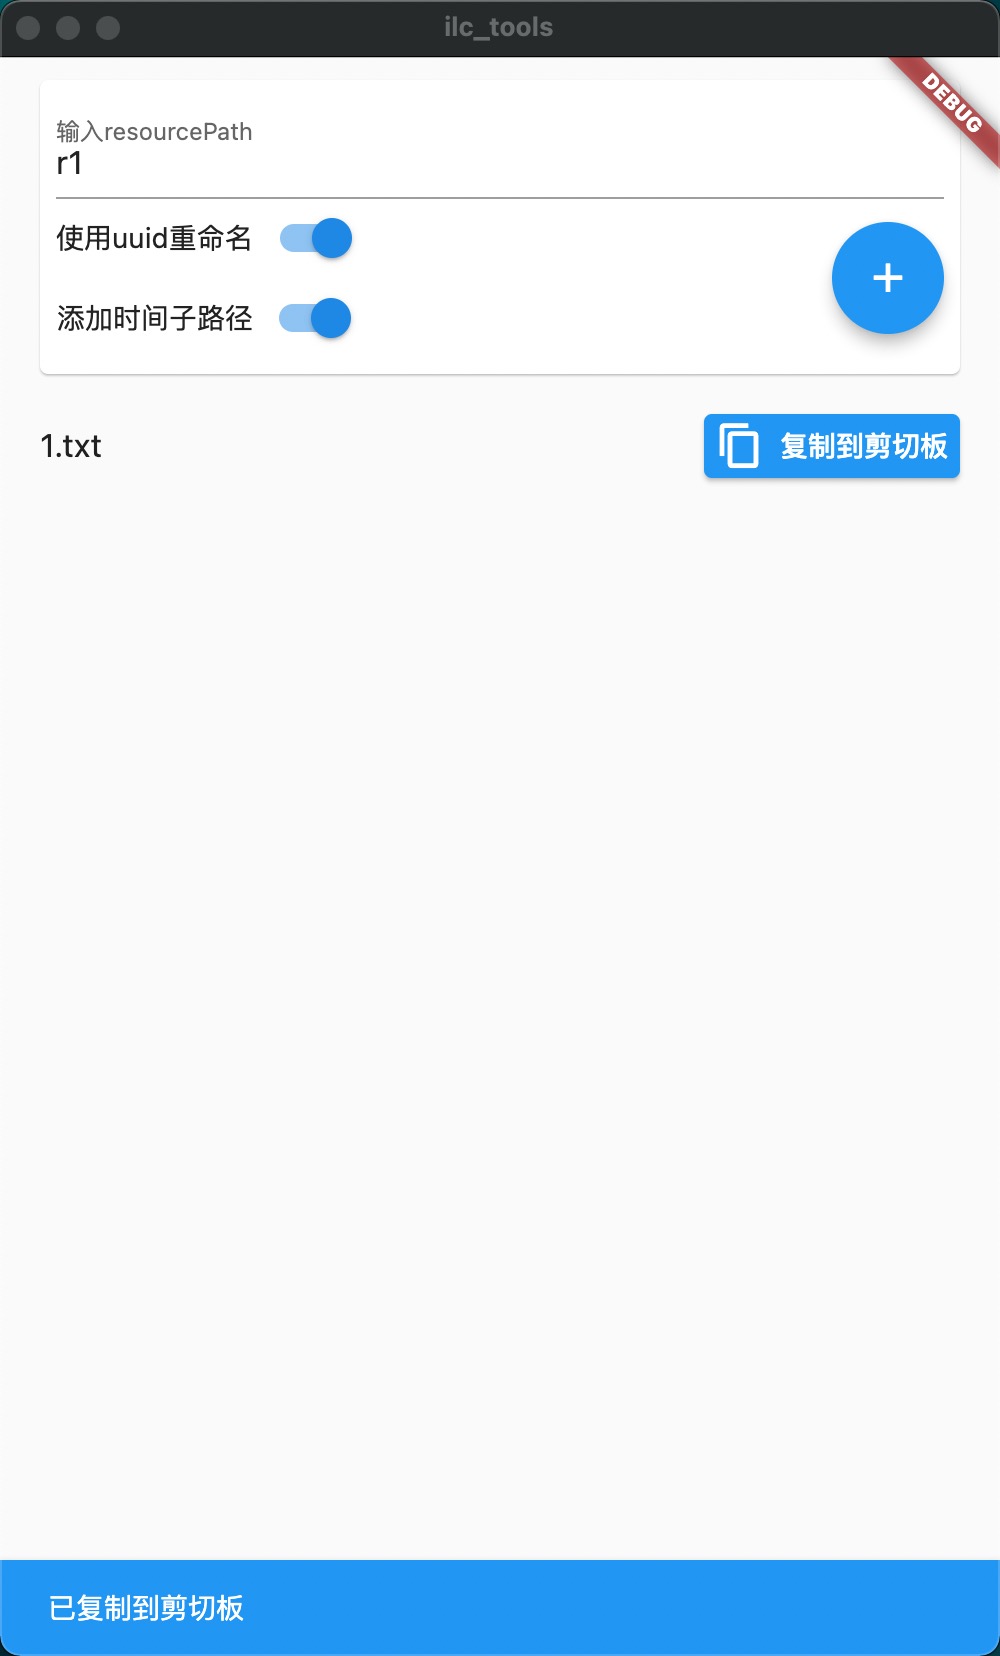 ilc_tools
DEBUG
输入resourcePath
r1
使用uuid重命名
添加时间子路径
1.txt
复制到剪切板
已复制到剪切板